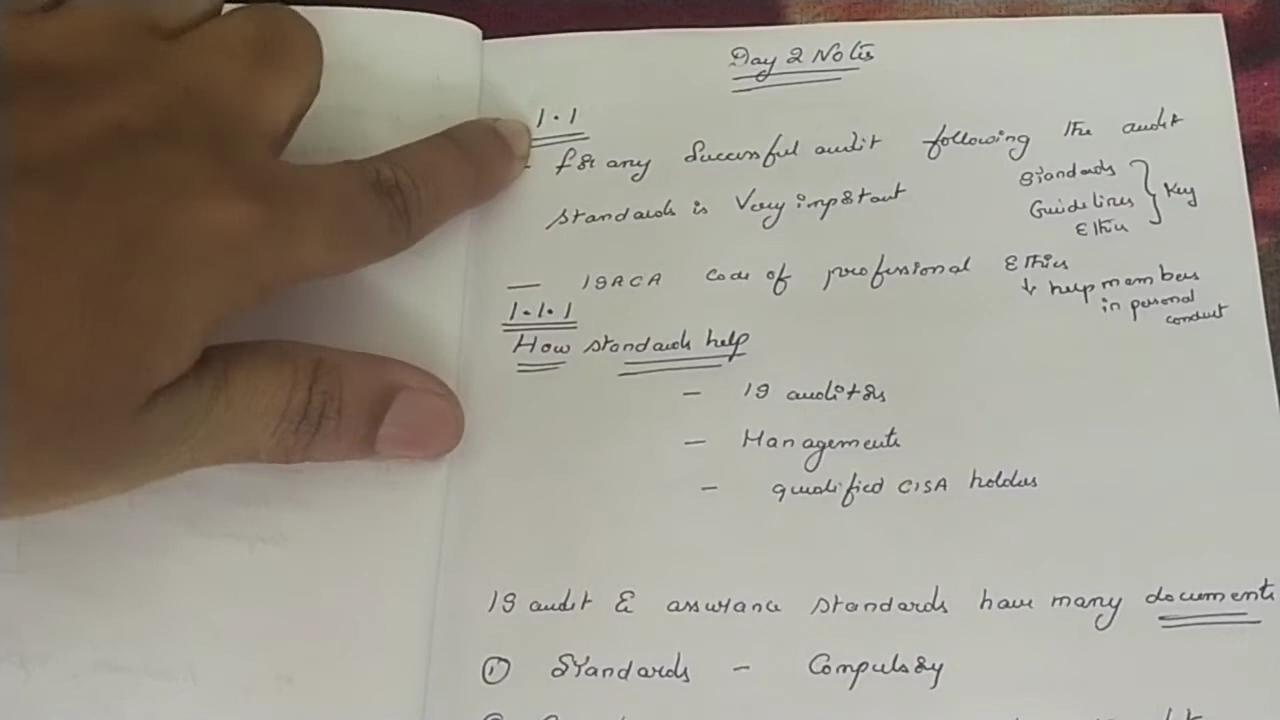 Day 2 Notes
1.1
- for any Successful audit following the audit
standards is Very important
Standards
Guidelines
Ethics
} Key
— ISACA Code of professional Ethics
↓ help members
in personal
conduct
1.1.1
How standards help
- IS auditors
- Managements
- qualified CISA holders
IS audit & assurance standards have many documents
① Standards - Compulsory